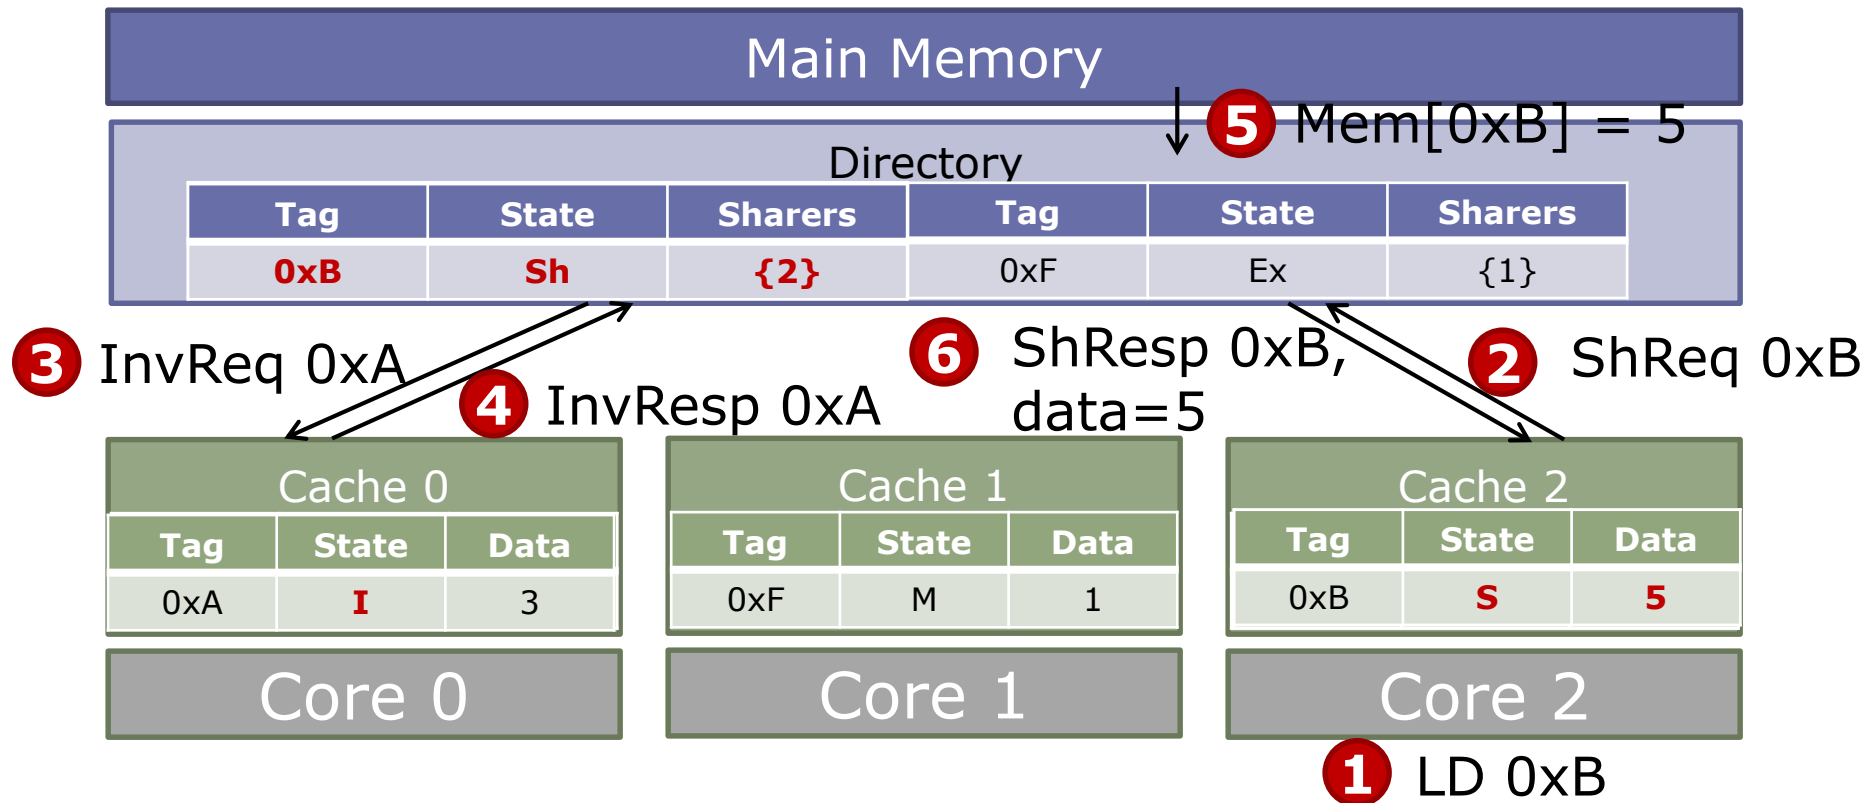 Main Memory
5 Mem[0xB] = 5
Directory
Tag State Sharers Tag State Sharers
0xB Sh {2} 0xF Ex {1}
3 InvReq 0xA
4 InvResp 0xA
6 ShResp 0xB,
data=5
2 ShReq 0xB
Cache 0
Tag State Data
0xA I 3
Core 0
Cache 1
Tag State Data
0xF M 1
Core 1
Cache 2
Tag State Data
0xB S 5
Core 2
1 LD 0xB